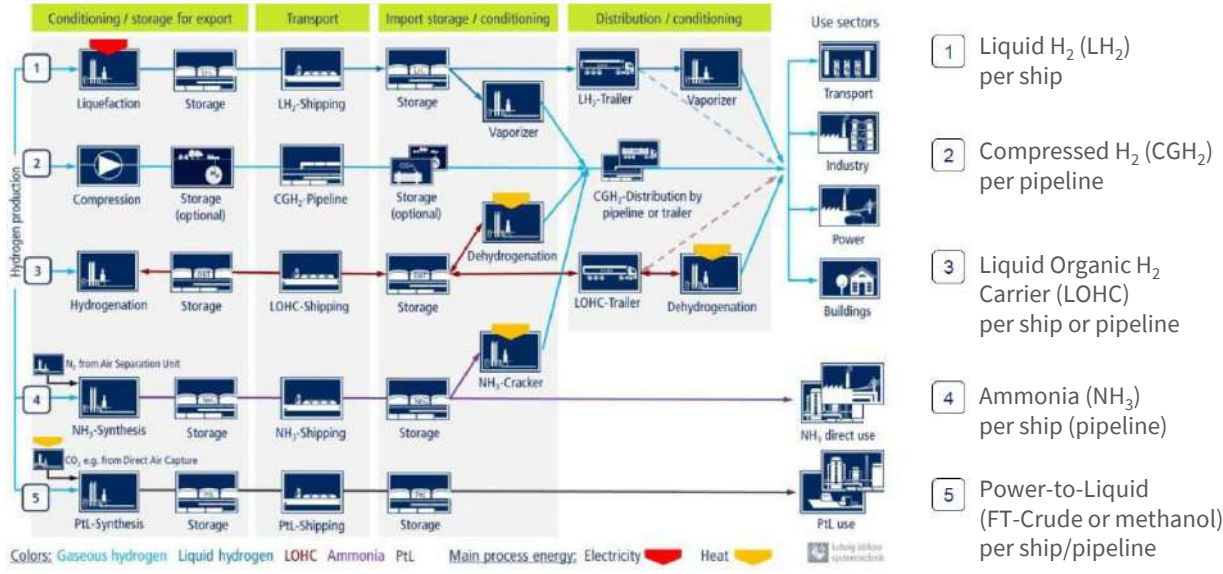 Conditioning / storage for export
Transport
Import storage / conditioning
Distribution / conditioning
Use sectors
Hydrogen production
1
Liquefaction
Storage
LH₂-Shipping
Storage
Vaporizer
LH₂-Trailer
Vaporizer
Transport
2
Compression
Storage
(optional)
CGH₂-Pipeline
Storage
(optional)
CGH₂-Distribution by
pipeline or trailer
Industry
Power
3
Hydrogenation
Storage
LOHC-Shipping
Storage
Dehydrogenation
LOHC-Trailer
Dehydrogenation
Buildings
N₂ from Air Separation Unit
4
NH₃-Synthesis
Storage
NH₃-Shipping
Storage
NH₃-Cracker
NH₃ direct use
CO₂ e.g. from Direct Air Capture
5
PtL-Synthesis
Storage
PtL-Shipping
Storage
PtL use
Colors: Gaseous hydrogen Liquid hydrogen LOHC Ammonia PtL Main process energy: Electricity Heat
1 Liquid H₂ (LH₂)
per ship
2 Compressed H₂ (CGH₂)
per pipeline
3 Liquid Organic H₂
Carrier (LOHC)
per ship or pipeline
4 Ammonia (NH₃)
per ship (pipeline)
5 Power-to-Liquid
(FT-Crude or methanol)
per ship/pipeline